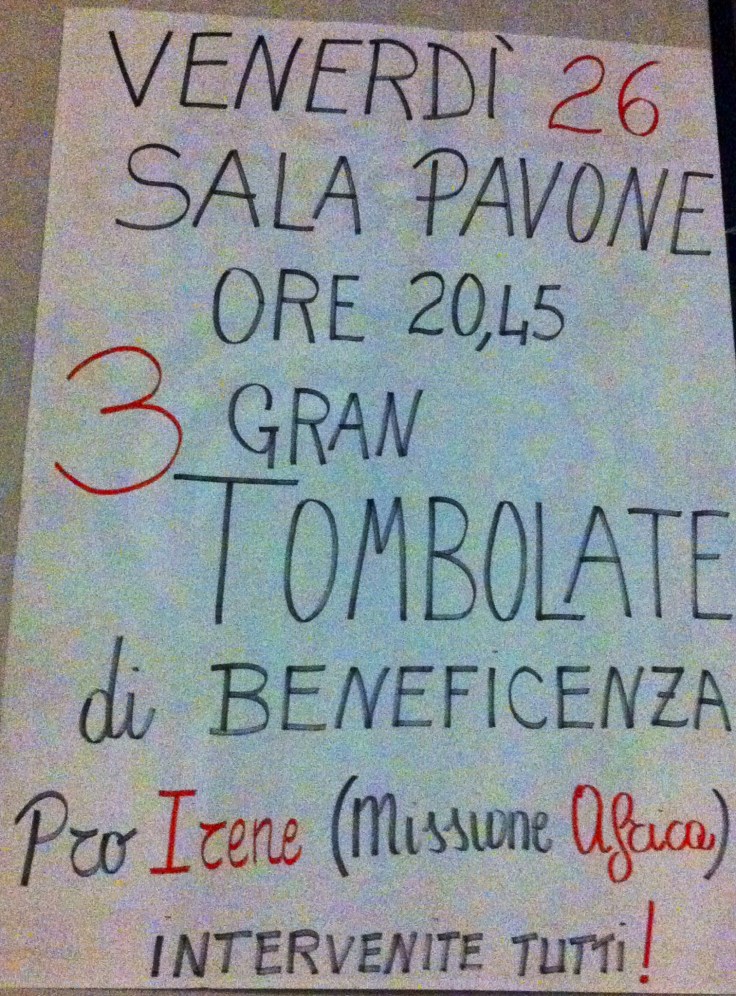 VENERDÌ 26
SALA PAVONE
ORE 20,45
3 GRAN
TOMBOLATE
di BENEFICENZA
Pro Irene (Missione Africa)
INTERVENITE TUTTi!